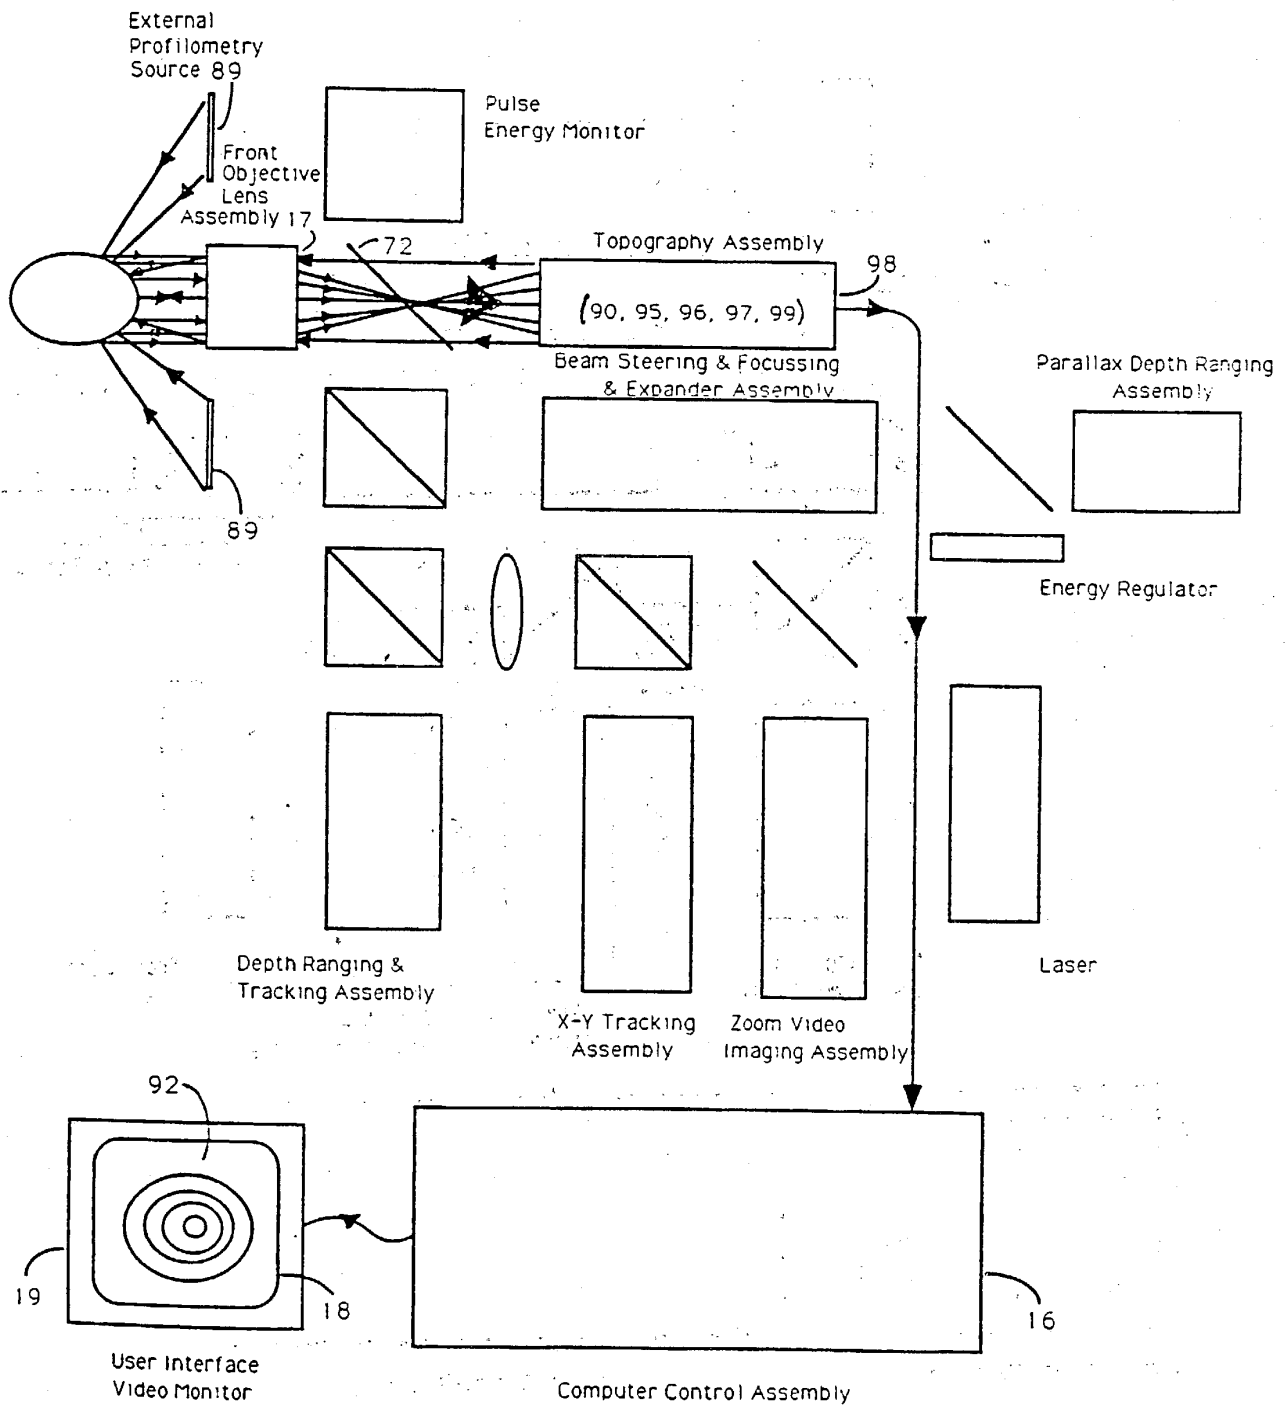 External
Profilometry
Source 89
Pulse
Energy Monitor
Front
Objective
Lens
Assembly 17
72
Topography Assembly
98
(90, 95, 96, 97, 99)
Beam Steering & Focussing
& Expander Assembly
Parallax Depth Ranging
Assembly
89
Energy Regulator
Depth Ranging &
Tracking Assembly
Laser
X-Y Tracking
Assembly
Zoom Video
Imaging Assembly
92
19
18
16
User Interface
Video Monitor
Computer Control Assembly